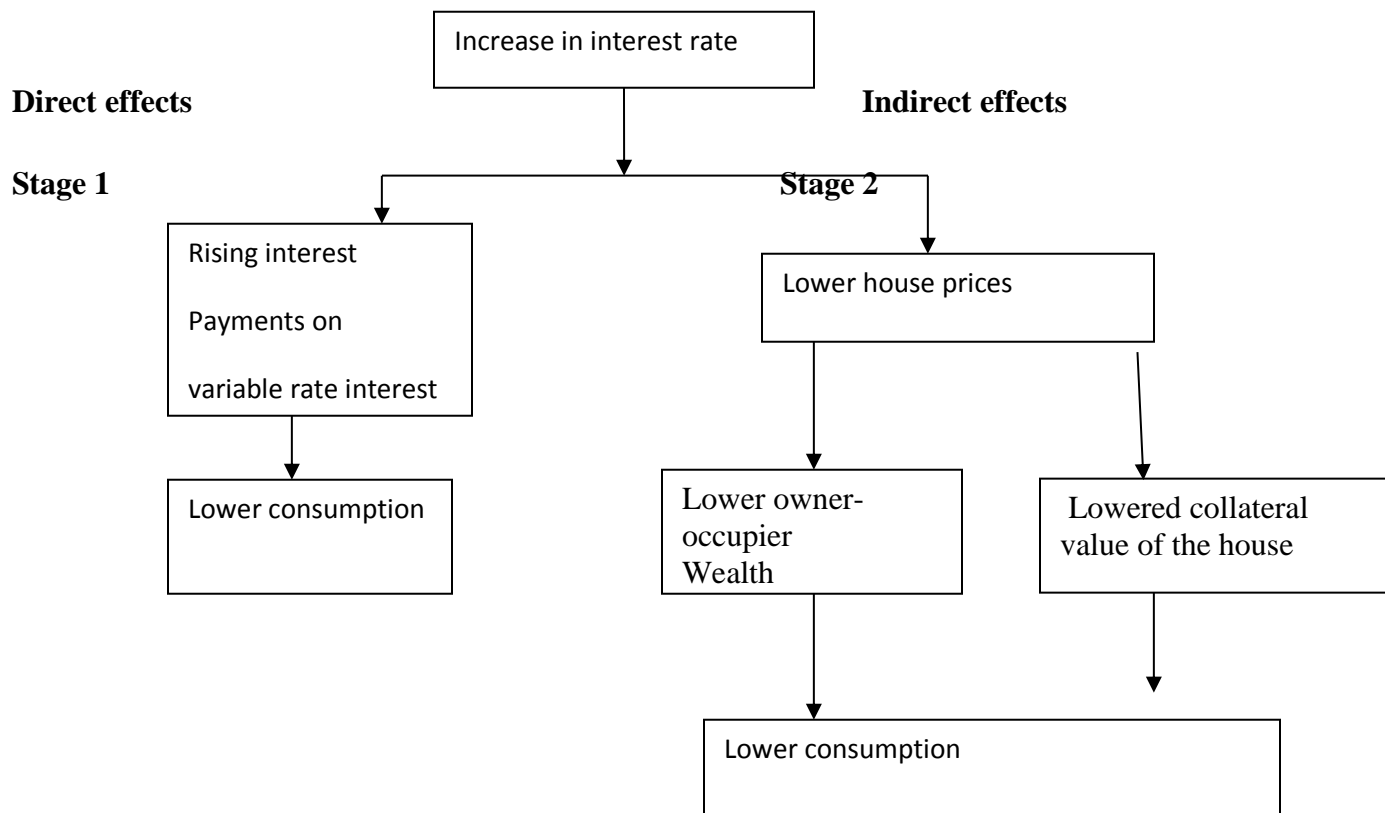 Increase in interest rate
Direct effects
Indirect effects
Stage 1
Stage 2
Rising interest
Payments on
variable rate interest
Lower house prices
Lower consumption
Lower owner-
occupier
Wealth
Lowered collateral
value of the house
Lower consumption